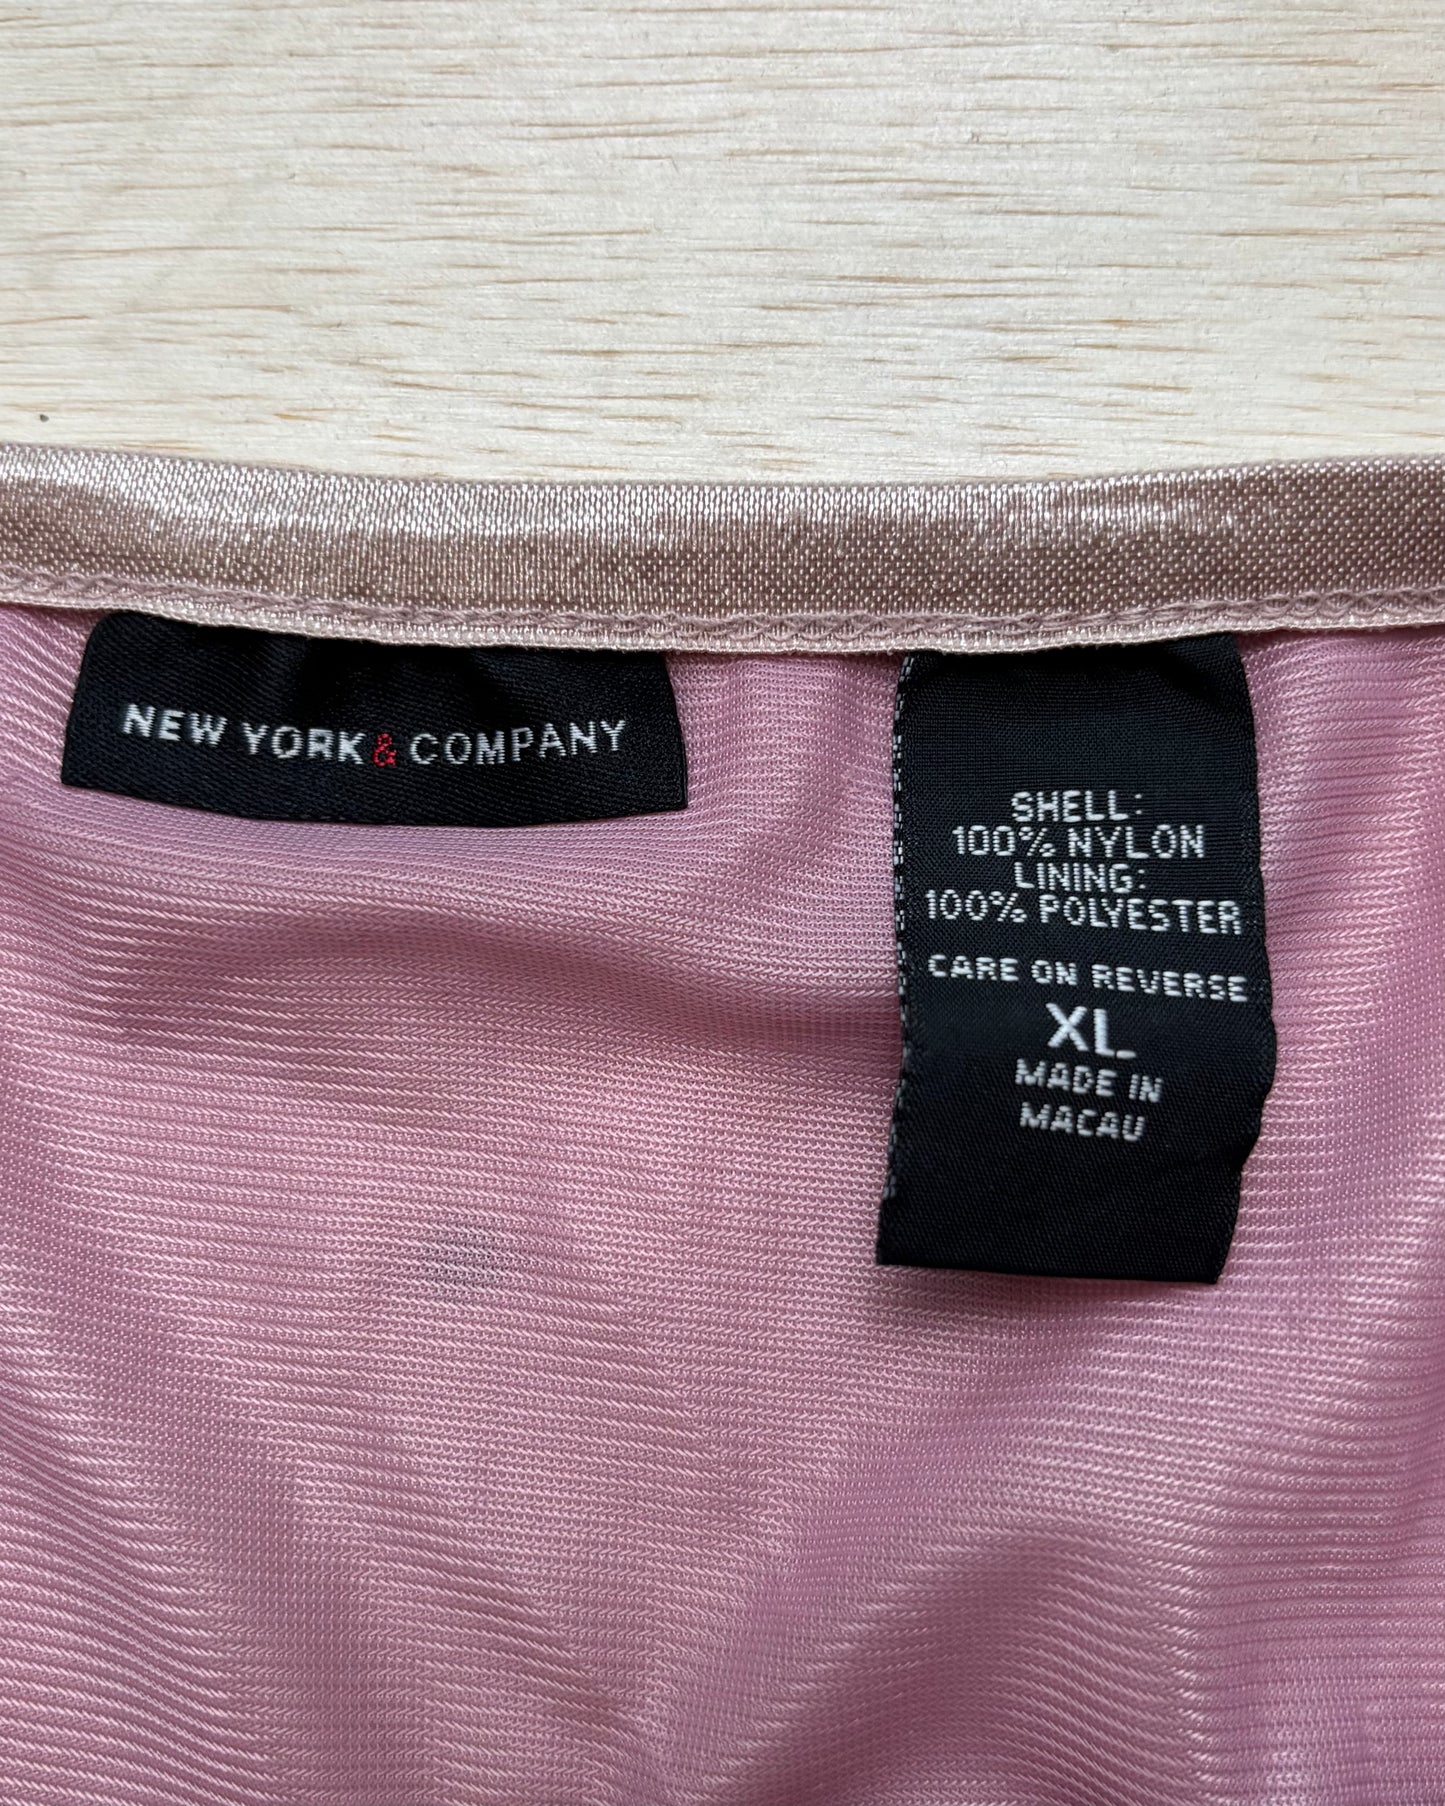 NEW YORK & COMPANY
SHELL:
100% NYLON
LINING:
100% POLYESTER
CARE ON REVERSE
XL
MADE IN
MACAU